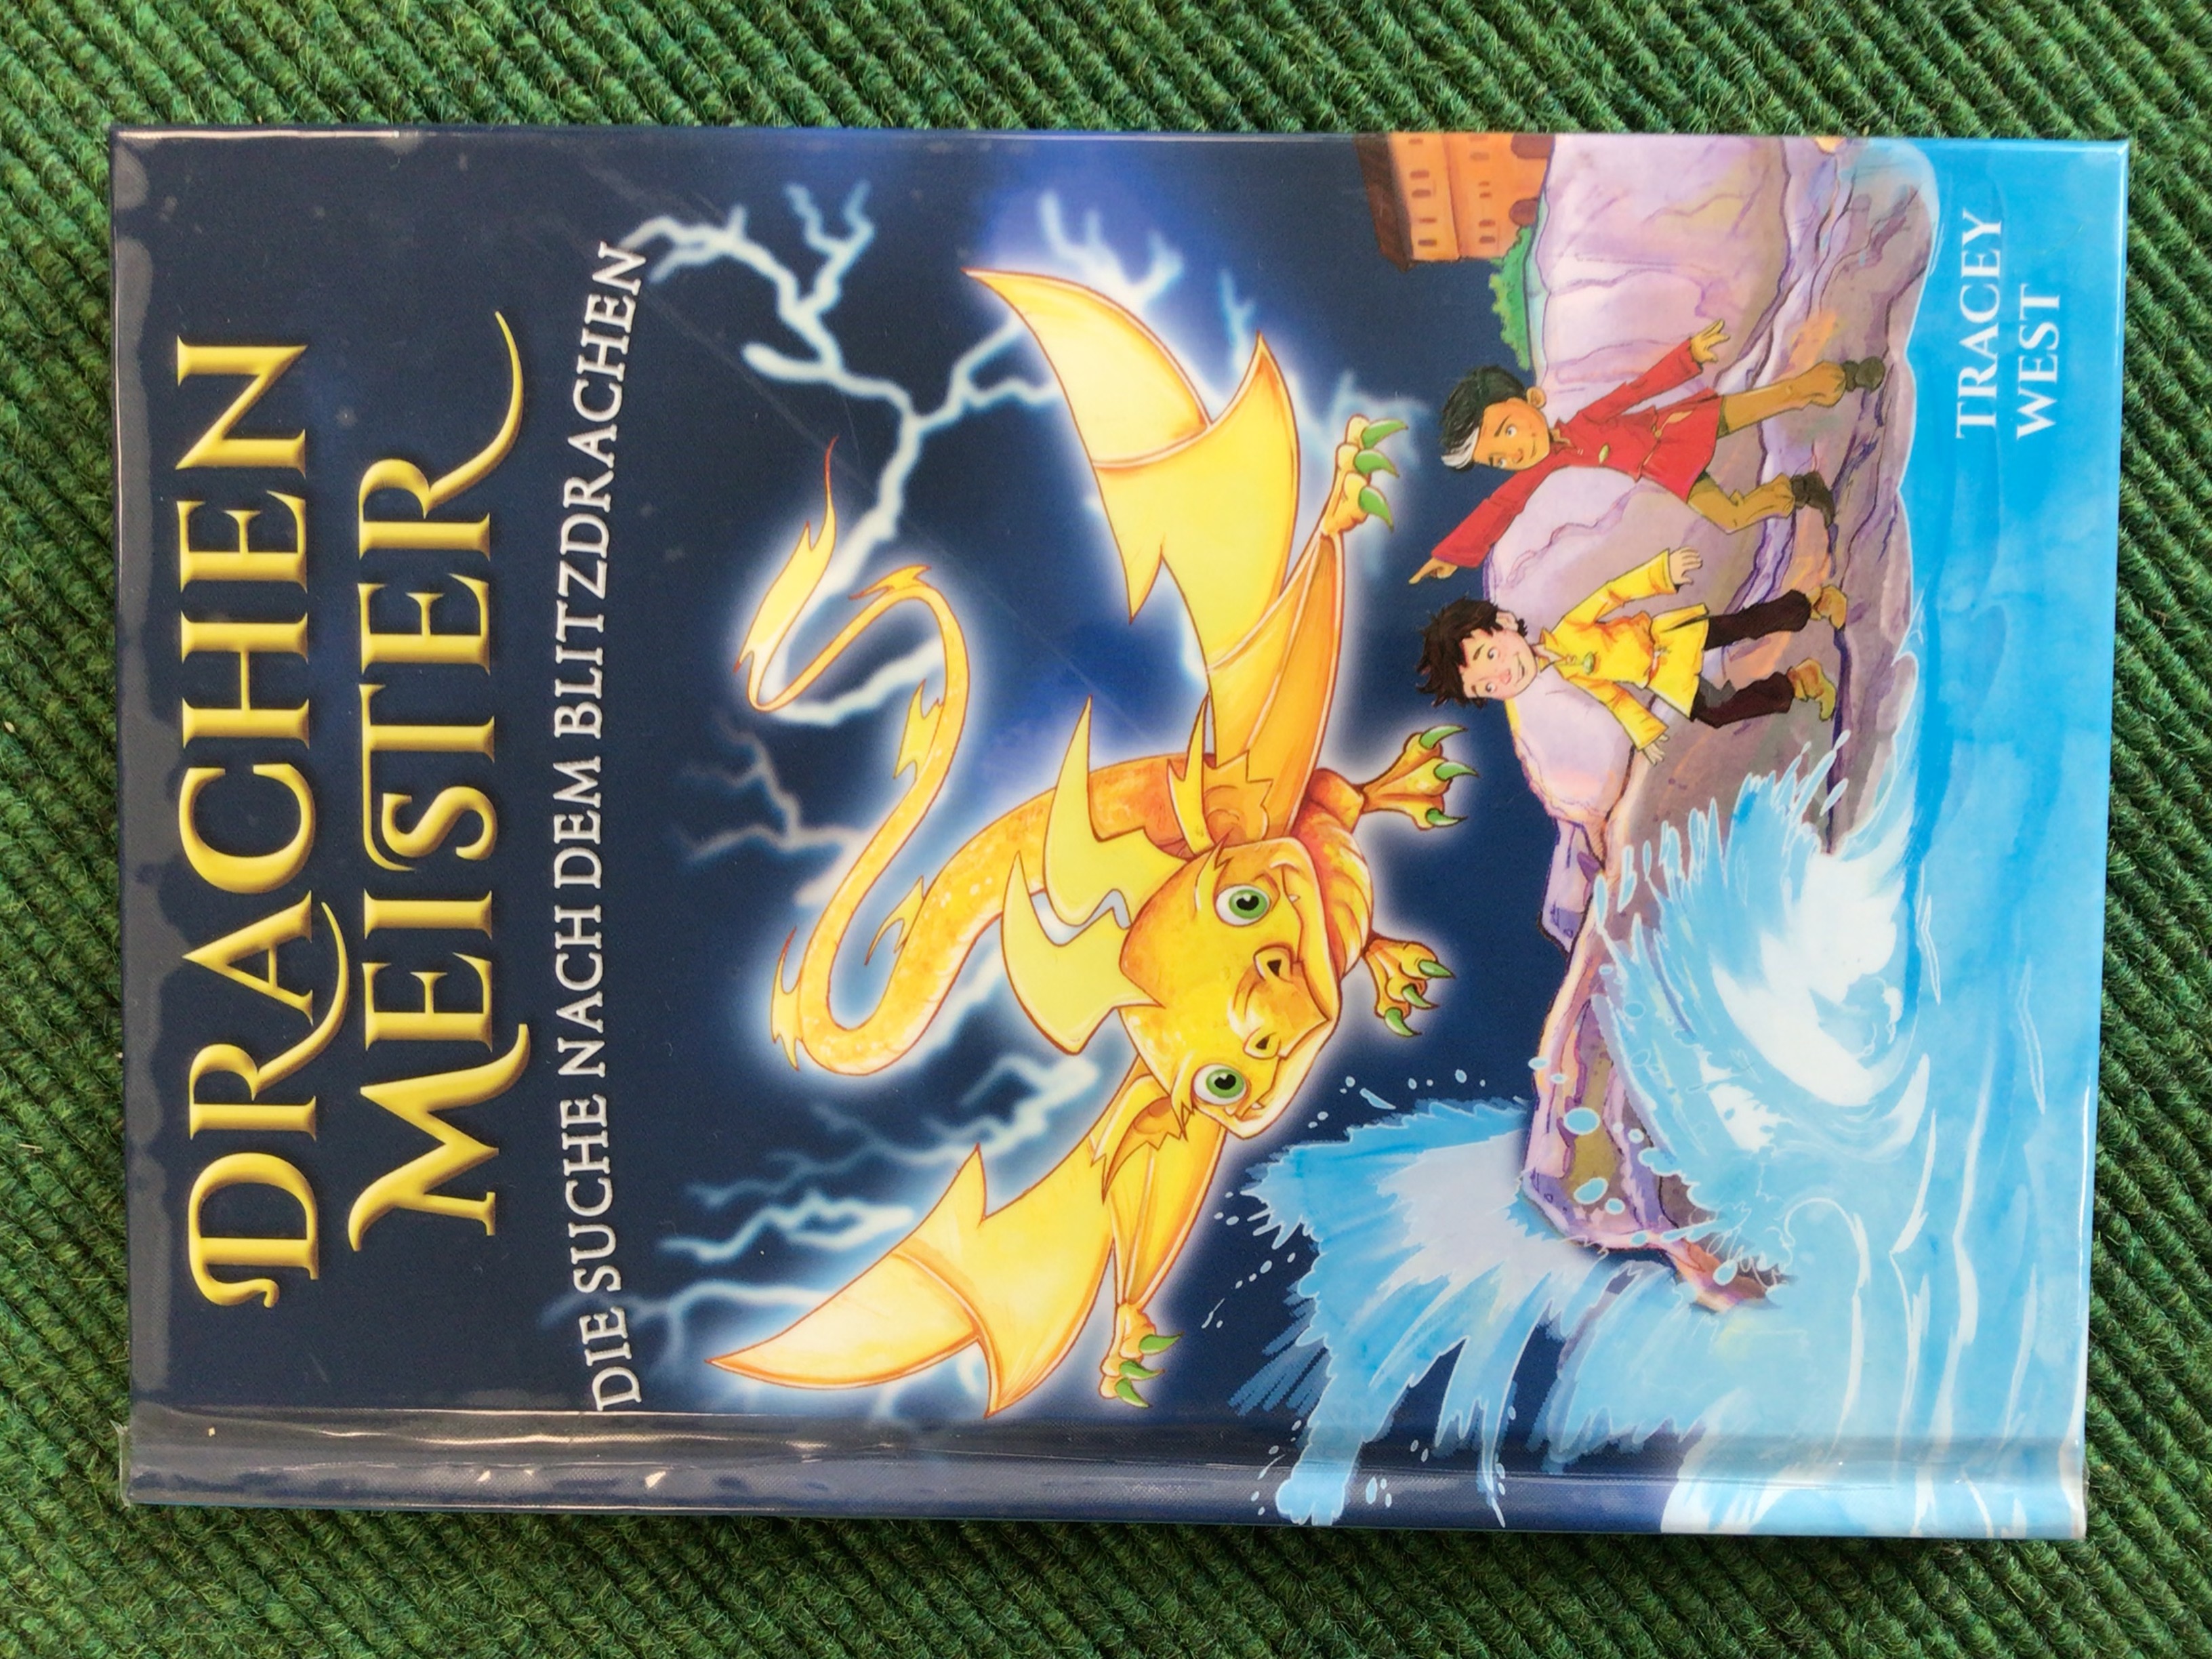 DRACHEN
MEISTER
DIE SUCHE NACH DEM BLITZDRACHEN
TRACEY
WEST